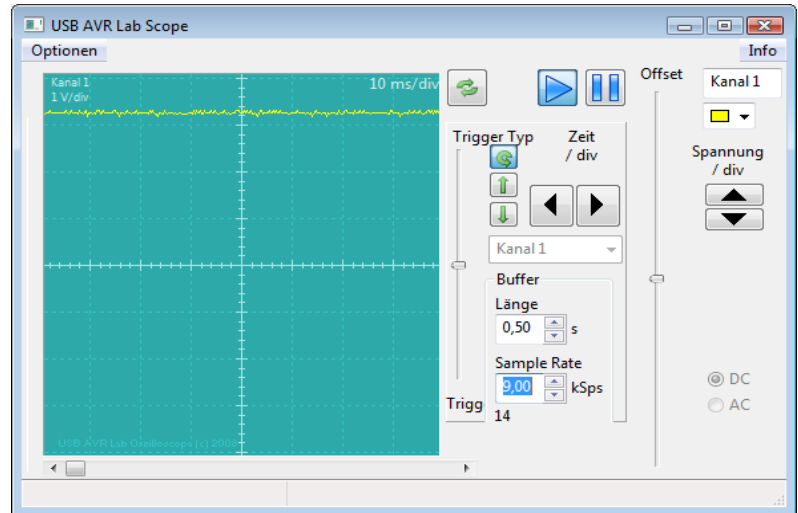 USB AVR Lab Scope
Optionen
Info
Kanal 1
1 V/div
10 ms/div
Offset
Kanal 1
Trigger Typ
Zeit
/ div
Spannung
/ div
Kanal 1
Buffer
Länge
0,50
s
Sample Rate
9,00
kSps
14
Trigg
DC
AC
USB AVR Lab Oszilloscope (c) 2008